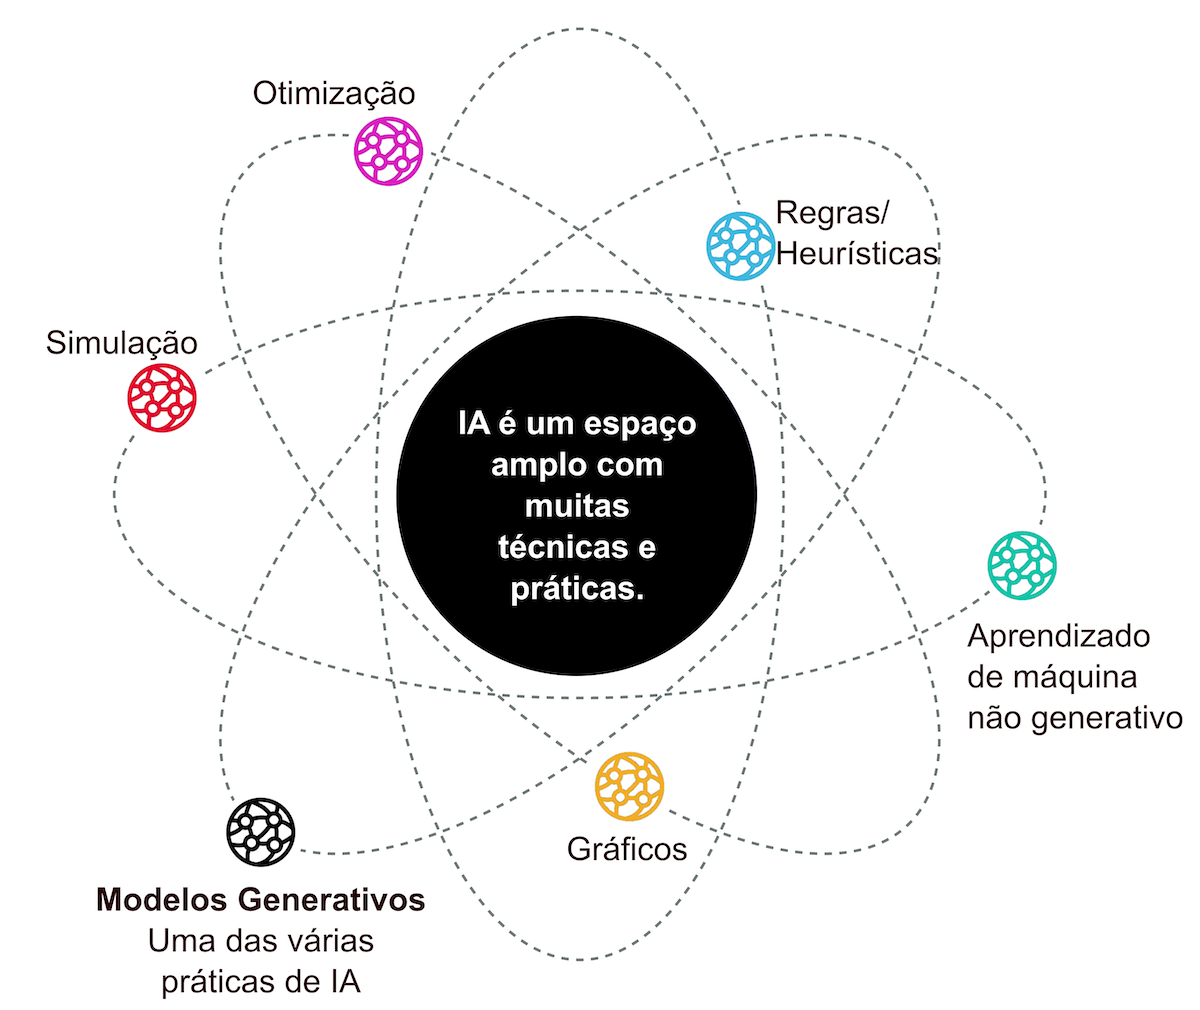 Otimização
Regras/
Heurísticas
Simulação
IA é um espaço
amplo com
muitas
técnicas e
práticas.
Aprendizado
de máquina
não generativo
Gráficos
Modelos Generativos
Uma das várias
práticas de IA